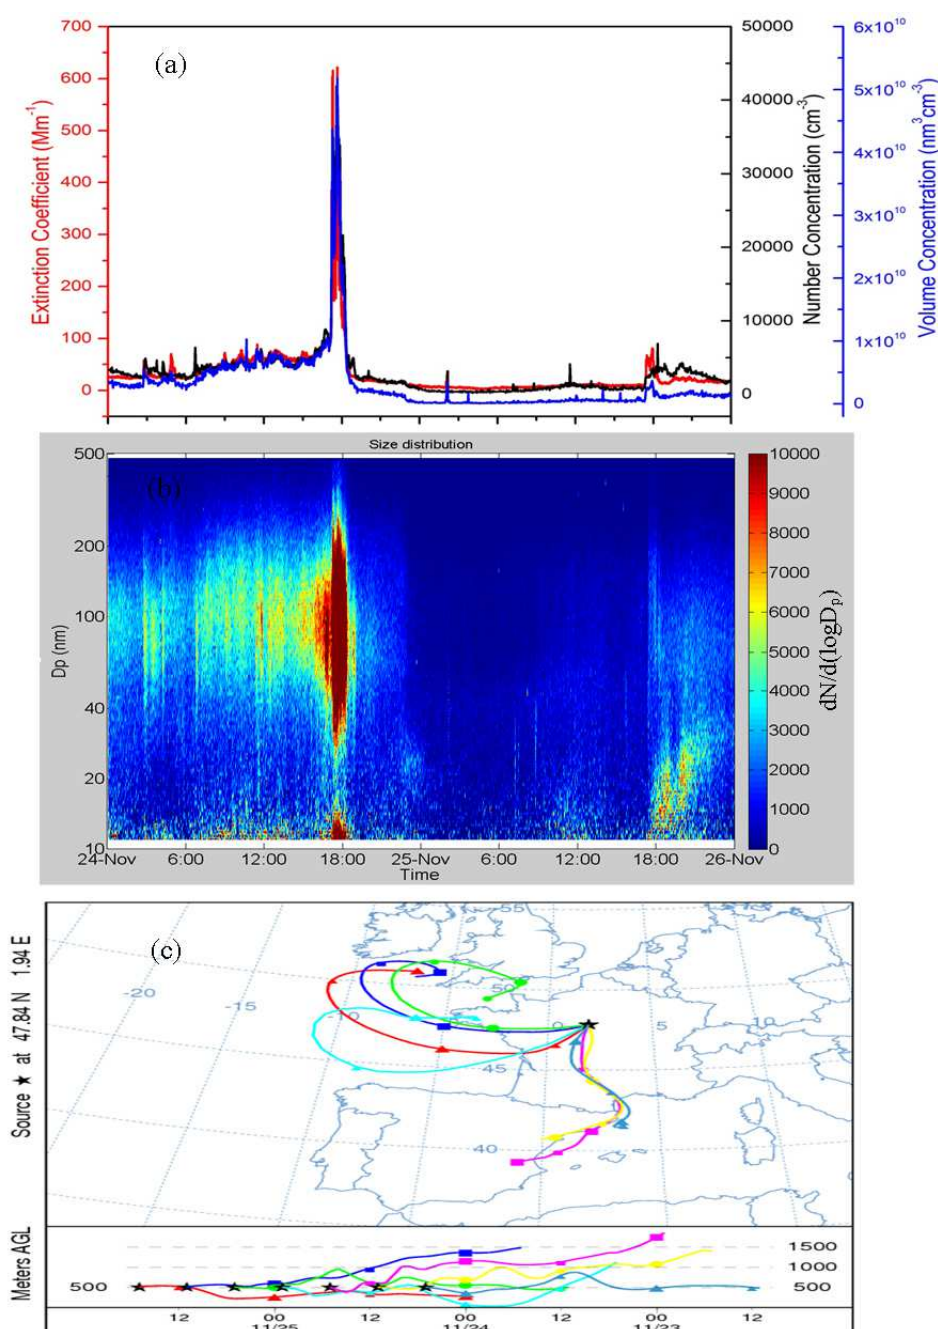 (a)
700
600
500
400
300
200
100
0
Extinction Coefficient (Mm⁻¹)
50000
40000
30000
20000
10000
0
Number Concentration (cm⁻³)
6x10¹⁰
5x10¹⁰
4x10¹⁰
3x10¹⁰
2x10¹⁰
1x10¹⁰
0
Volume Concentration (nm³cm⁻³)
Size distribution
(b)
500
200
100
40
20
10
Dp (nm)
24-Nov 6:00 12:00 18:00 25-Nov 6:00 12:00 18:00 26-Nov
Time
10000
9000
8000
7000
6000
5000
4000
3000
2000
1000
0
dN/d(logDₚ)
(c)
Source ★ at 47.84 N 1.94 E
55
-20 -15 -10 50 0 5 10
45
40
Meters AGL
500
1500
1000
500
12 00 12 00 12 00 12
11/25 11/24 11/23